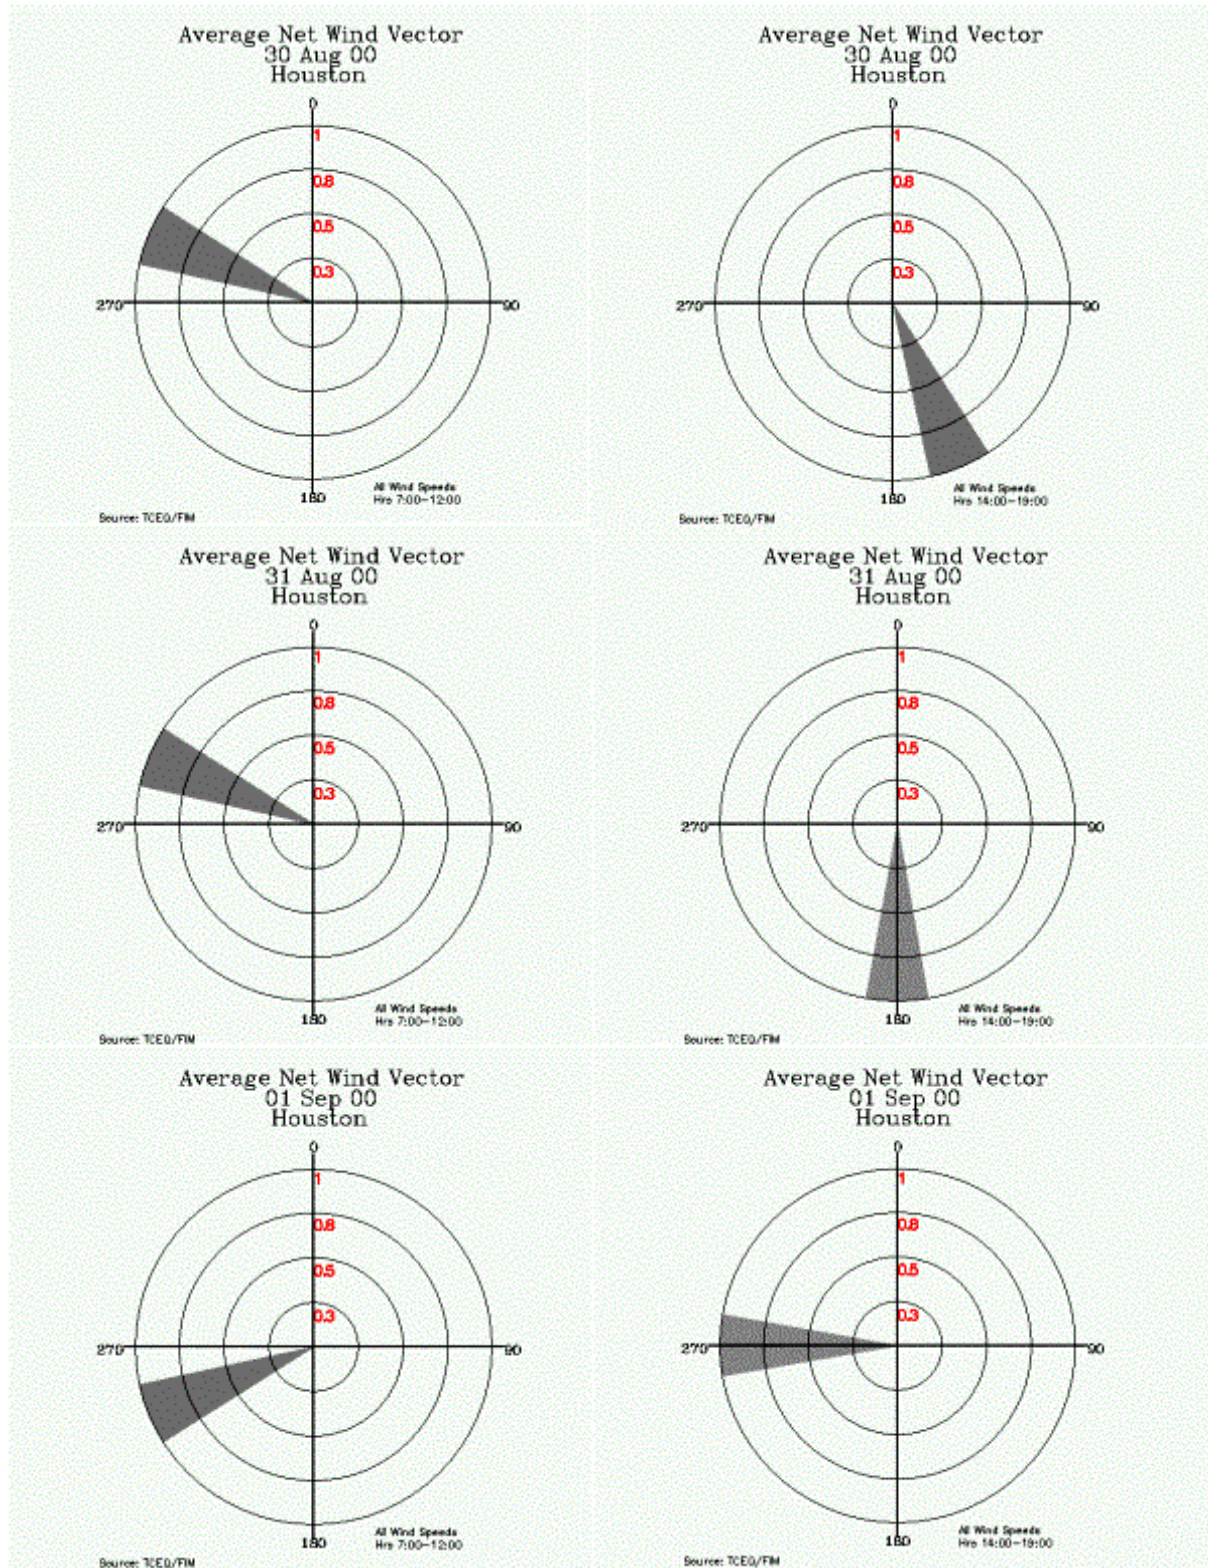 Average Net Wind Vector
30 Aug 00
Houston
0
1
0.8
0.5
0.3
270
90
180
All Wind Speeds
Hrs 7:00-12:00
Source: TCEQ/FIM
Average Net Wind Vector
30 Aug 00
Houston
0
1
0.8
0.5
0.3
270
90
180
All Wind Speeds
Hrs 14:00-19:00
Source: TCEQ/FIM
Average Net Wind Vector
31 Aug 00
Houston
0
1
0.8
0.5
0.3
270
90
180
All Wind Speeds
Hrs 7:00-12:00
Source: TCEQ/FIM
Average Net Wind Vector
31 Aug 00
Houston
0
1
0.8
0.5
0.3
270
90
180
All Wind Speeds
Hrs 14:00-19:00
Source: TCEQ/FIM
Average Net Wind Vector
01 Sep 00
Houston
0
1
0.8
0.5
0.3
270
90
180
All Wind Speeds
Hrs 7:00-12:00
Source: TCEQ/FIM
Average Net Wind Vector
01 Sep 00
Houston
0
1
0.8
0.5
0.3
270
90
180
All Wind Speeds
Hrs 14:00-19:00
Source: TCEQ/FIM